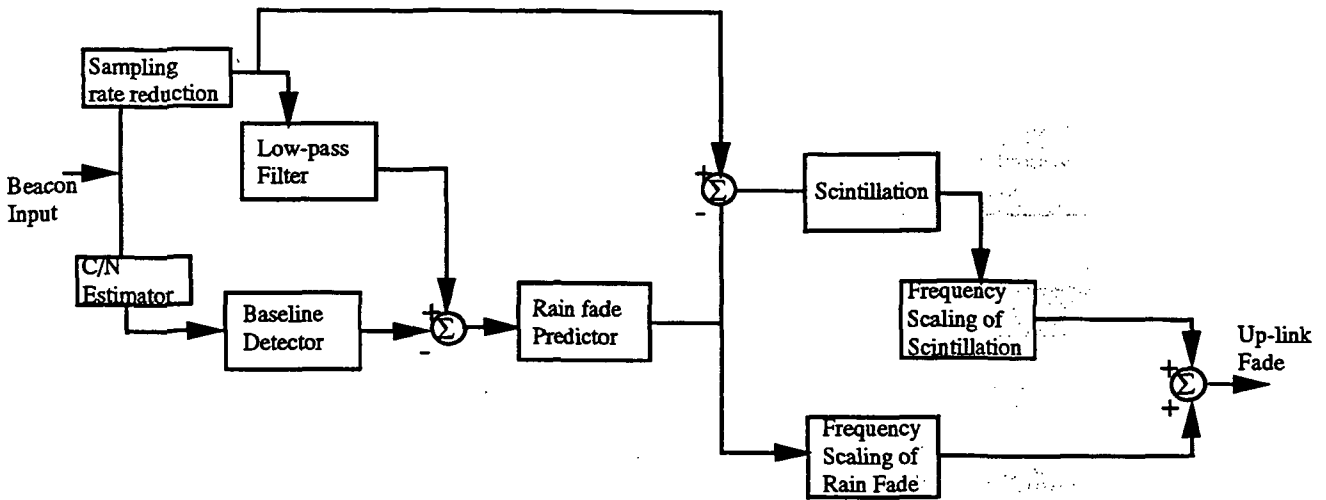 Sampling
rate reduction
Low-pass
Filter
Beacon
Input
C/N
Estimator
Baseline
Detector
+
Σ
-
Rain fade
Predictor
+
Σ
-
Scintillation
Frequency
Scaling of
Scintillation
Frequency
Scaling of
Rain Fade
+
Σ
+
Up-link
Fade